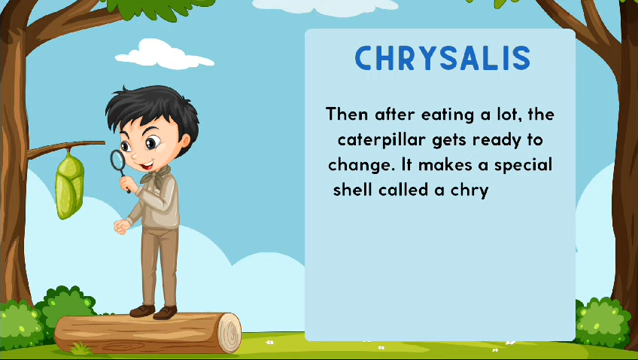 CHRYSALIS
Then after eating a lot, the
caterpillar gets ready to
change. It makes a special
shell called a chry